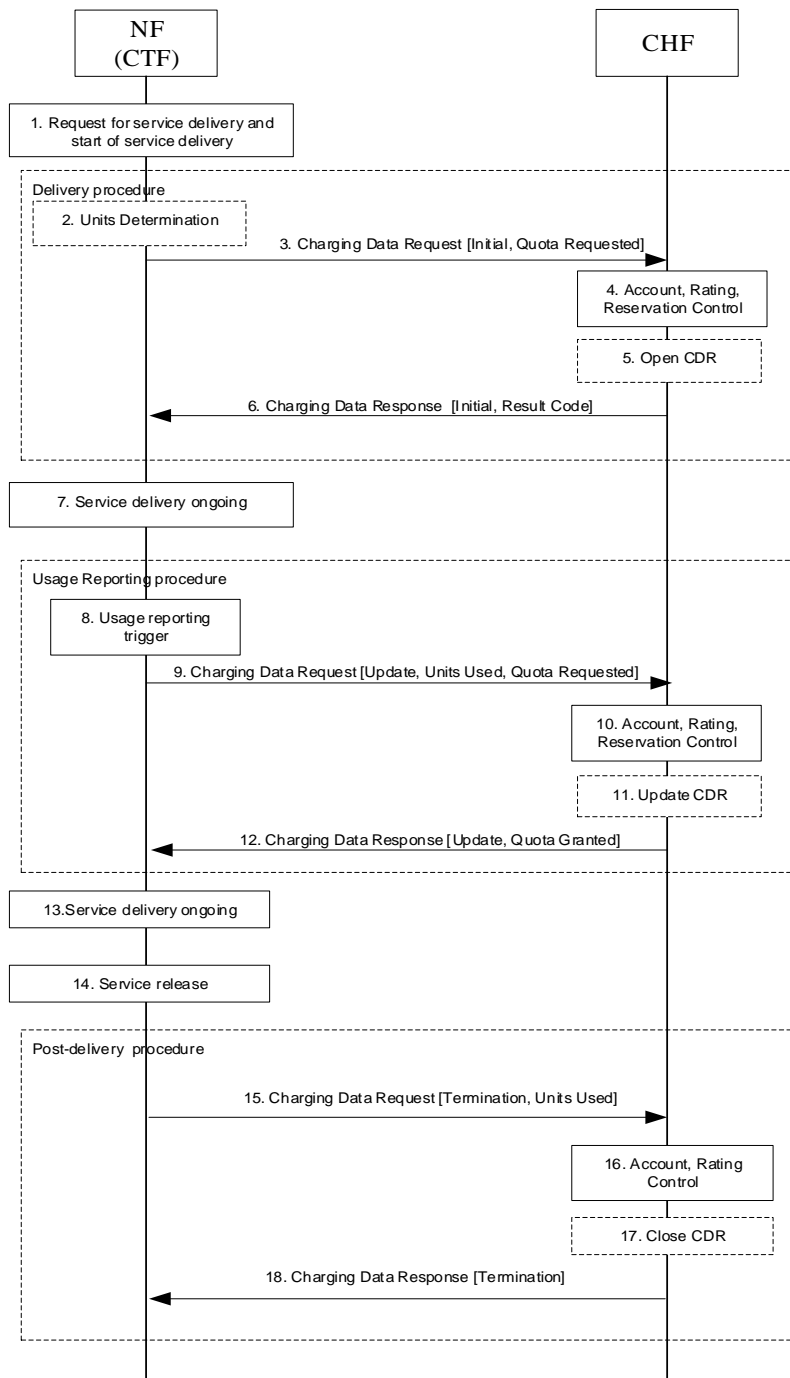 NF
(CTF)
CHF
1. Request for service delivery and
start of service delivery
Delivery procedure
2. Units Determination
3. Charging Data Request [Initial, Quota Requested]
4. Account, Rating,
Reservation Control
5. Open CDR
6. Charging Data Response [Initial, Result Code]
7. Service delivery ongoing
Usage Reporting procedure
8. Usage reporting
trigger
9. Charging Data Request [Update, Units Used, Quota Requested]
10. Account, Rating,
Reservation Control
11. Update CDR
12. Charging Data Response [Update, Quota Granted]
13.Service delivery ongoing
14. Service release
Post-delivery procedure
15. Charging Data Request [Termination, Units Used]
16. Account, Rating
Control
17. Close CDR
18. Charging Data Response [Termination]